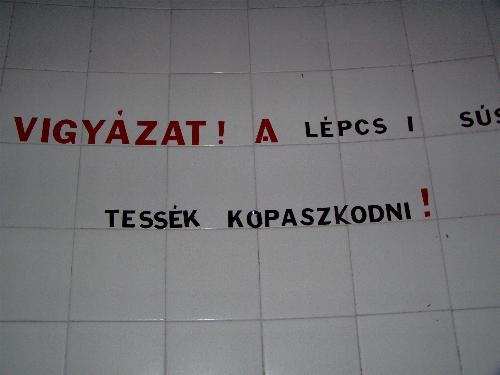 VIGYÁZAT! A LÉPCS I SÚS
TESSÉK KOPASZKODNI!